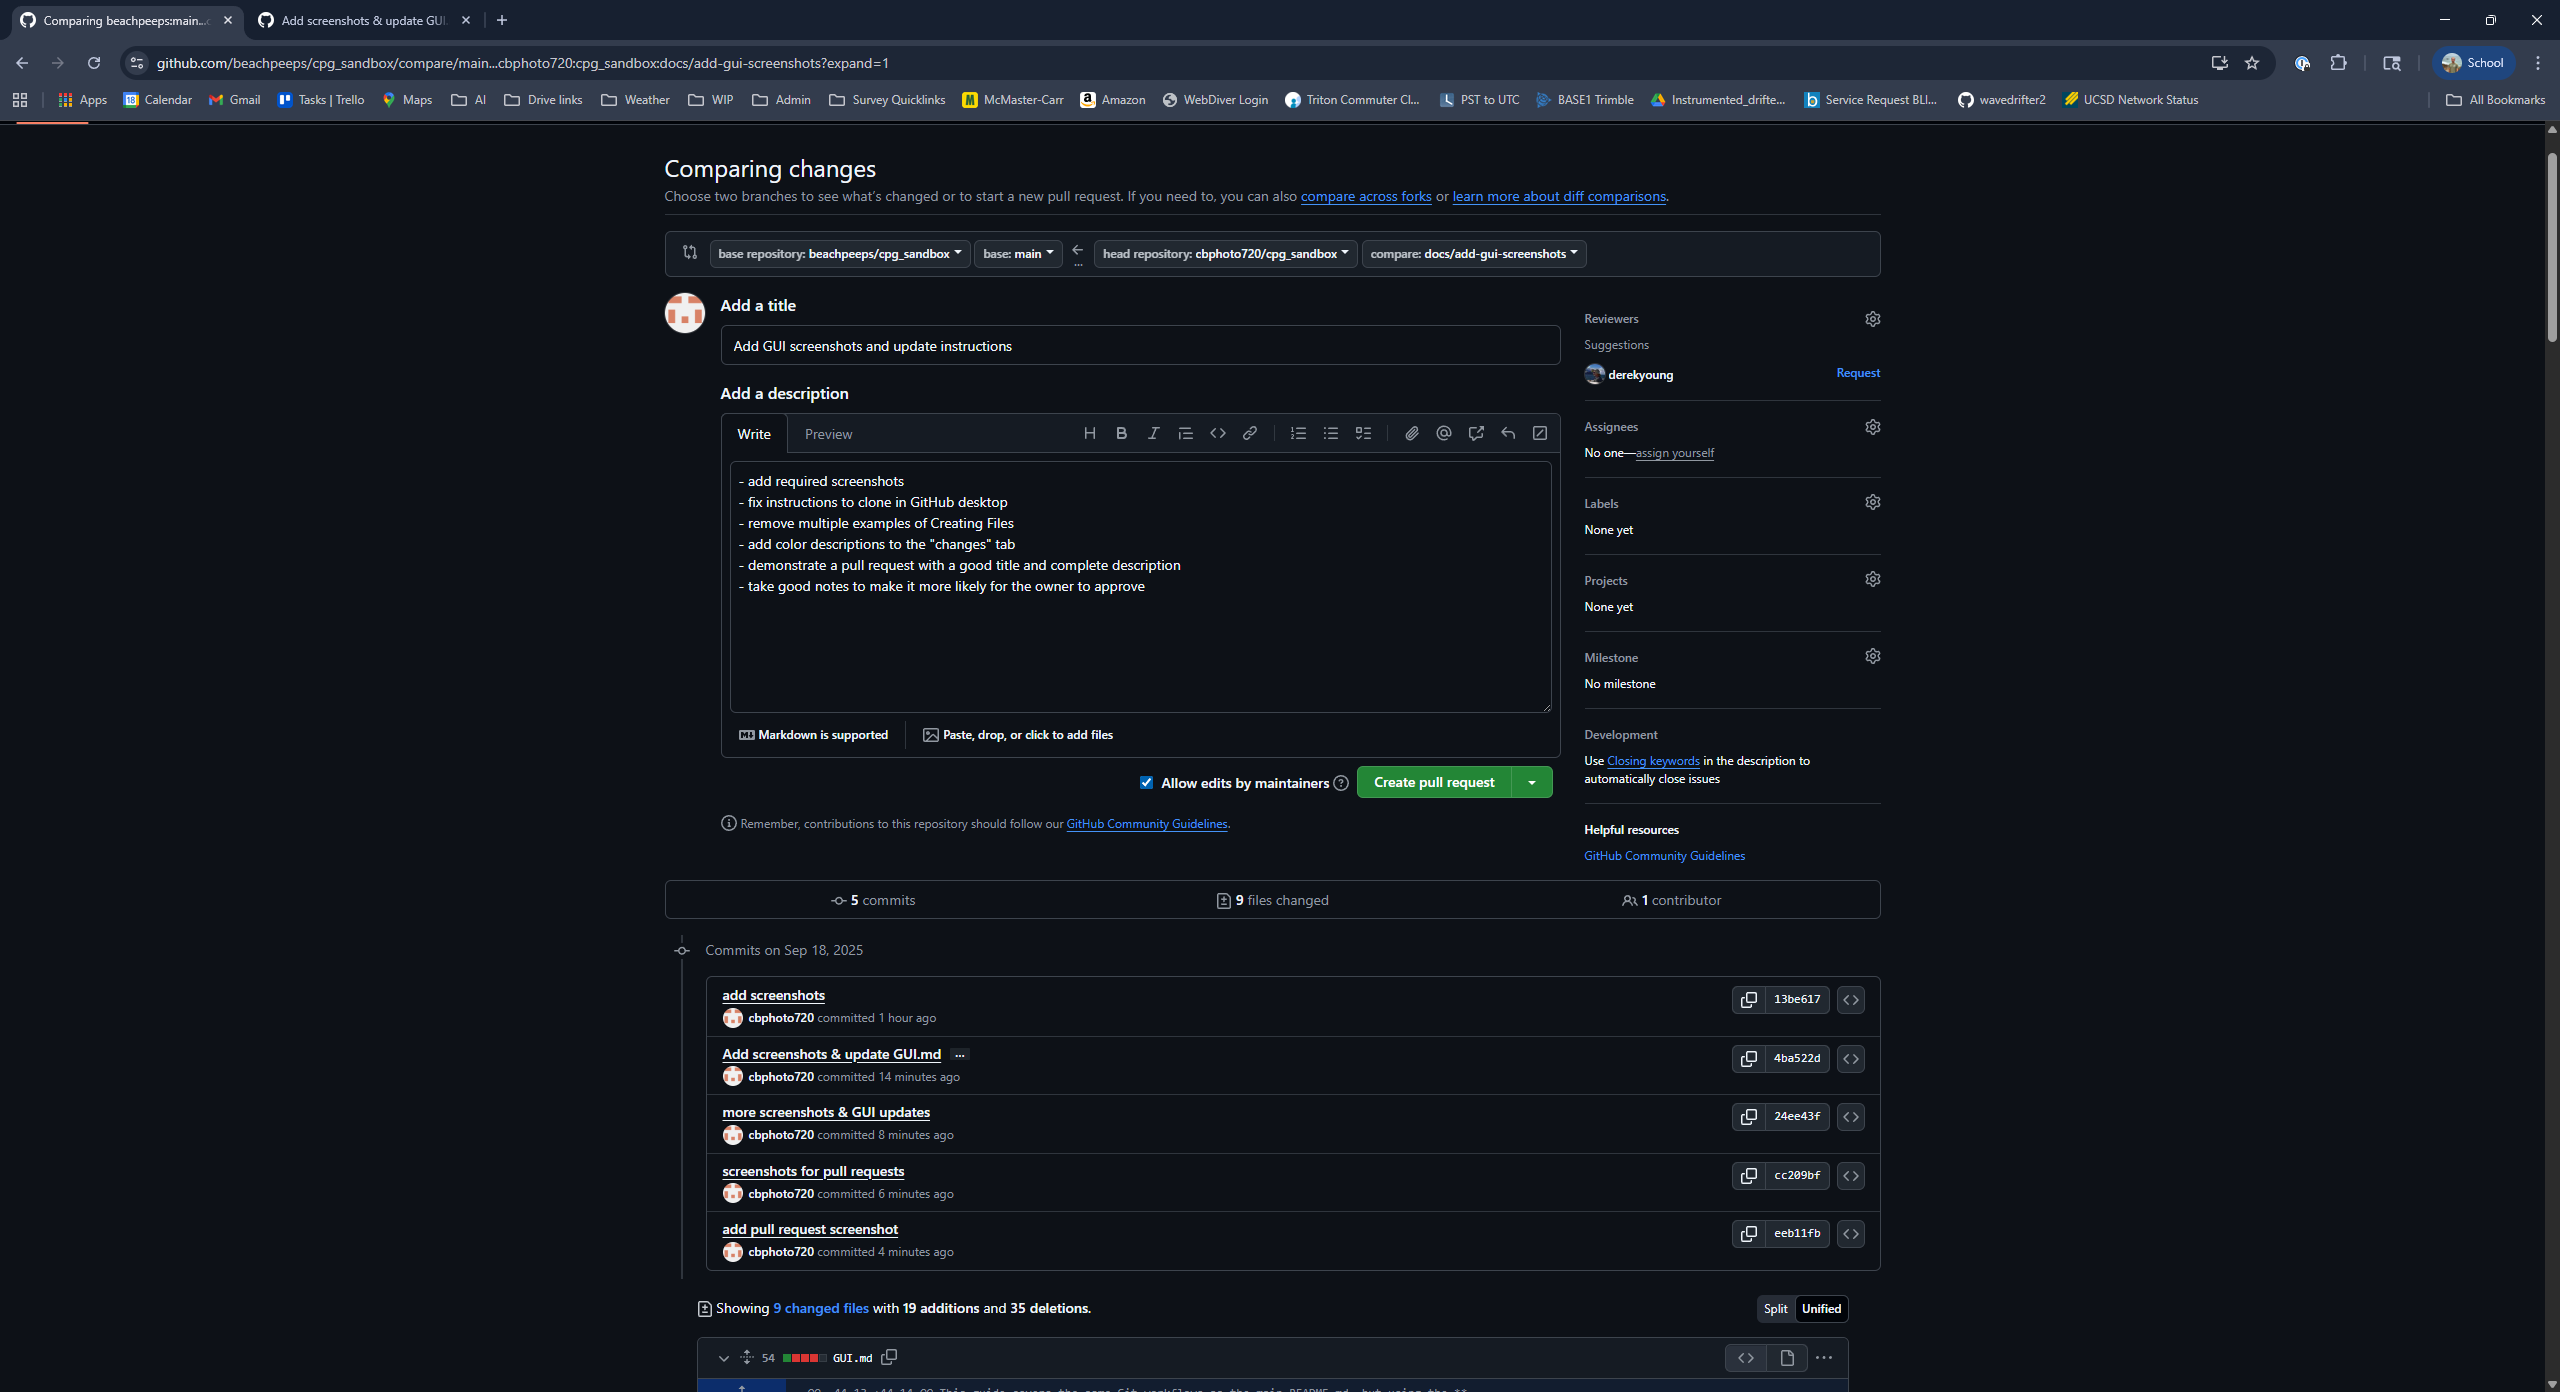 Comparing beachpeeps:main...c
Add screenshots & update GUI.
github.com/beachpeeps/cpg_sandbox/compare/main...cbphoto720:cpg_sandbox:docs/add-gui-screenshots?expand=1
School
Apps
18 Calendar
Gmail
Tasks | Trello
Maps
AI
Drive links
Weather
WIP
Admin
Survey Quicklinks
McMaster-Carr
Amazon
WebDiver Login
Triton Commuter Cl...
PST to UTC
BASE1 Trimble
Instrumented_drifte...
Service Request BLI...
wavedrifter2
UCSD Network Status
All Bookmarks
Comparing changes
Choose two branches to see what's changed or to start a new pull request. If you need to, you can also compare across forks or learn more about diff comparisons.
base repository: beachpeeps/cpg_sandbox
base: main
...
head repository: cbphoto720/cpg_sandbox
compare: docs/add-gui-screenshots
Add a title
Add GUI screenshots and update instructions
Add a description
Write
Preview
- add required screenshots
- fix instructions to clone in GitHub desktop
- remove multiple examples of Creating Files
- add color descriptions to the "changes" tab
- demonstrate a pull request with a good title and complete description
- take good notes to make it more likely for the owner to approve
Markdown is supported
Paste, drop, or click to add files
Allow edits by maintainers
Create pull request
Remember, contributions to this repository should follow our GitHub Community Guidelines.
Reviewers
Suggestions
derekyoung
Request
Assignees
No one—assign yourself
Labels
None yet
Projects
None yet
Milestone
No milestone
Development
Use Closing keywords in the description to
automatically close issues
Helpful resources
GitHub Community Guidelines
5 commits
9 files changed
1 contributor
Commits on Sep 18, 2025
add screenshots
cbphoto720 committed 1 hour ago
13be617
Add screenshots & update GUI.md ...
cbphoto720 committed 14 minutes ago
4ba522d
more screenshots & GUI updates
cbphoto720 committed 8 minutes ago
24ee43f
screenshots for pull requests
cbphoto720 committed 6 minutes ago
cc209bf
add pull request screenshot
cbphoto720 committed 4 minutes ago
eeb11fb
Showing 9 changed files with 19 additions and 35 deletions.
Split
Unified
54
GUI.md